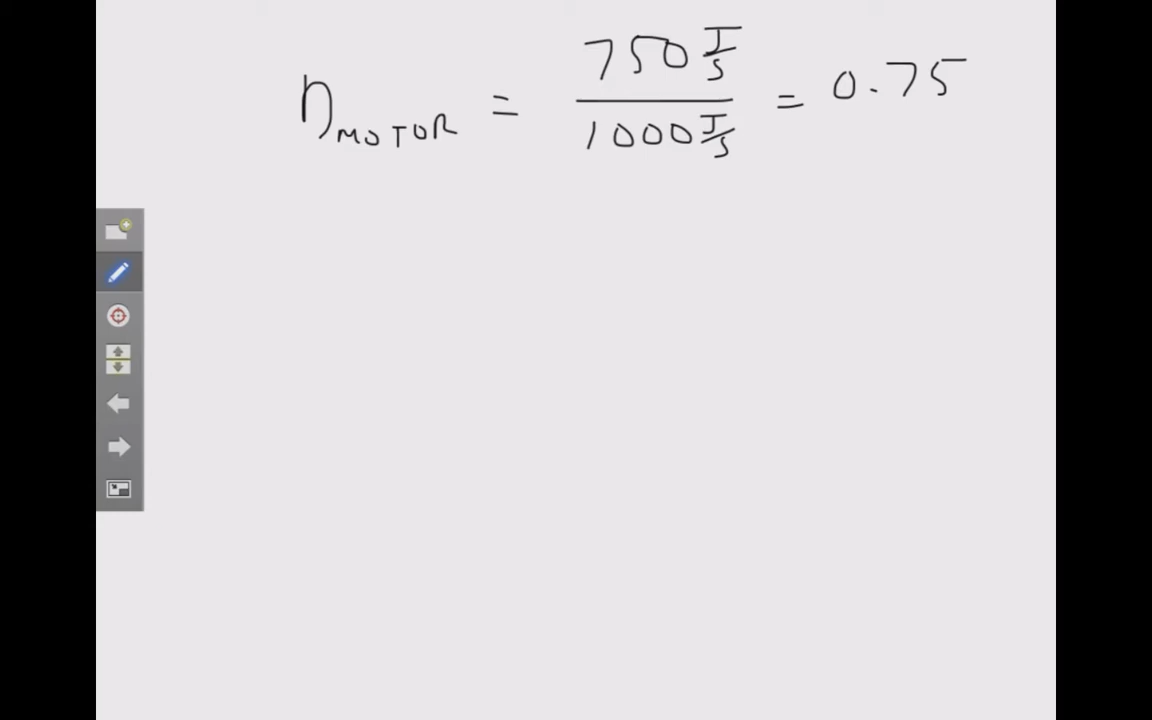 η_MOTOR = 750 J/s / 1000 J/s = 0.75